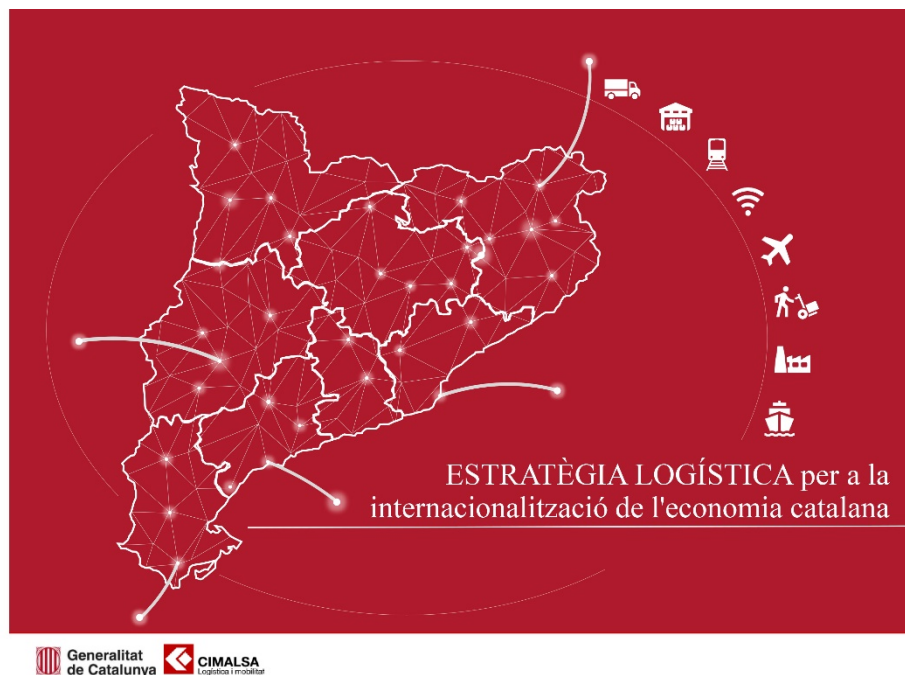 ESTRATÈGIA LOGÍSTICA per a la
internacionalització de l'economia catalana
Generalitat
de Catalunya
CIMALSA
Logística i mobilitat